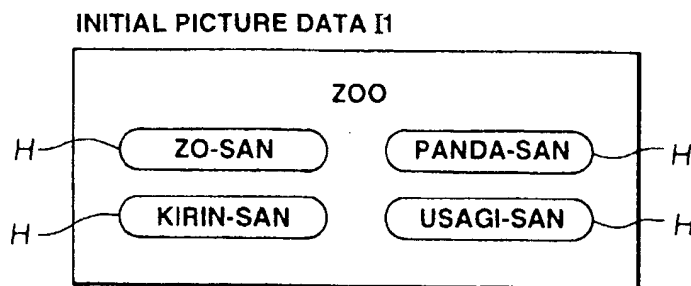 INITIAL PICTURE DATA I1
ZOO
H ZO-SAN PANDA-SAN H
H KIRIN-SAN USAGI-SAN H